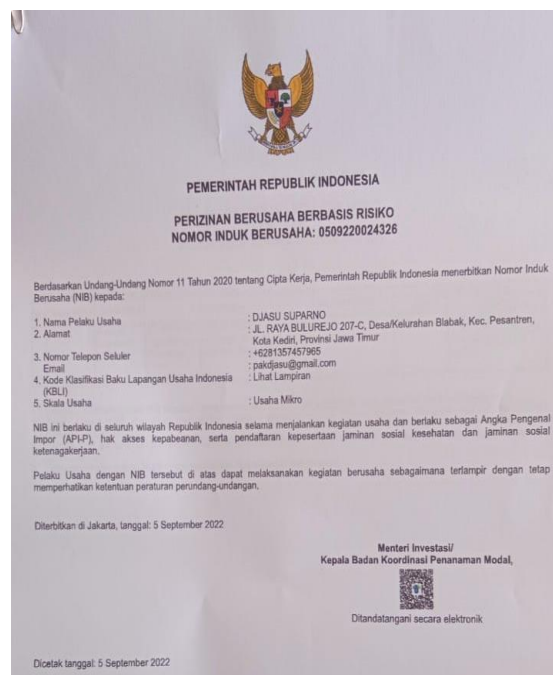 PEMERINTAH REPUBLIK INDONESIA
PERIZINAN BERUSAHA BERBASIS RISIKO
NOMOR INDUK BERUSAHA: 0509220024326
Berdasarkan Undang-Undang Nomor 11 Tahun 2020 tentang Cipta Kerja, Pemerintah Republik Indonesia menerbitkan Nomor Induk
Berusaha (NIB) kepada:
1. Nama Pelaku Usaha : DJASU SUPARNO
2. Alamat : JL. RAYA BULUREJO 207-C, Desa/Kelurahan Blabak, Kec. Pesantren,
Kota Kediri, Provinsi Jawa Timur
3. Nomor Telepon Seluler : +6281357457965
Email : pakdjasu@gmail.com
4. Kode Klasifikasi Baku Lapangan Usaha Indonesia : Lihat Lampiran
(KBLI)
5. Skala Usaha : Usaha Mikro
NIB ini berlaku di seluruh wilayah Republik Indonesia selama menjalankan kegiatan usaha dan berlaku sebagai Angka Pengenal
Impor (API-P), hak akses kepabeanan, serta pendaftaran kepesertaan jaminan sosial kesehatan dan jaminan sosial
ketenagakerjaan.
Pelaku Usaha dengan NIB tersebut di atas dapat melaksanakan kegiatan berusaha sebagaimana terlampir dengan tetap
memperhatikan ketentuan peraturan perundang-undangan.
Diterbitkan di Jakarta, tanggal: 5 September 2022
Menteri Investasi/
Kepala Badan Koordinasi Penanaman Modal,
Ditandatangani secara elektronik
Dicetak tanggal: 5 September 2022